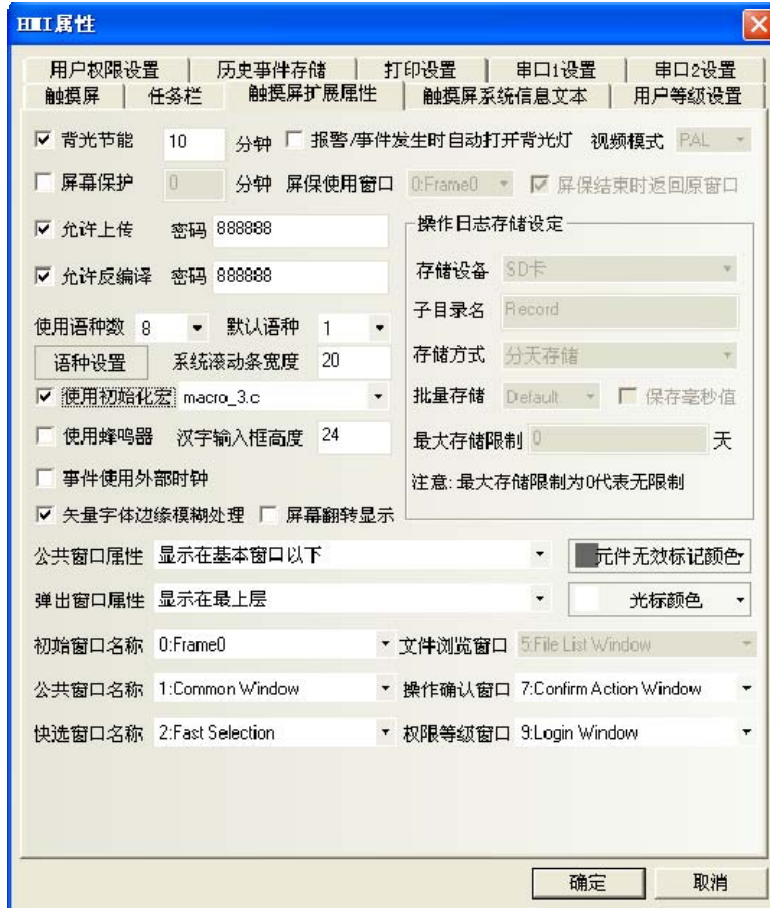 HMI属性
用户权限设置 历史事件存储 打印设置 串口1设置 串口2设置
触摸屏 任务栏 触摸屏扩展属性 触摸屏系统信息文本 用户等级设置
背光节能 10 分钟 报警/事件发生时自动打开背光灯 视频模式 PAL
屏幕保护 0 分钟 屏保使用窗口 0:Frame0 屏保结束时返回原窗口
允许上传 密码 888888
操作日志存储设定
允许反编译 密码 888888
存储设备 SD卡
子目录名 Record
使用语种数 8 默认语种 1
语种设置 系统滚动条宽度 20
存储方式 分天存储
使用初始化宏 macro_3.c
批量存储 Default 保存毫秒值
使用蜂鸣器 汉字输入框高度 24
最大存储限制 0 天
事件使用外部时钟
注意:最大存储限制为0代表无限制
矢量字体边缘模糊处理 屏幕翻转显示
公共窗口属性 显示在基本窗口以下 元件无效标记颜色
弹出窗口属性 显示在最上层 光标颜色
初始窗口名称 0:Frame0 文件浏览窗口 5:File List Window
公共窗口名称 1:Common Window 操作确认窗口 7:Confirm Action Window
快选窗口名称 2:Fast Selection 权限等级窗口 9:Login Window
确定 取消